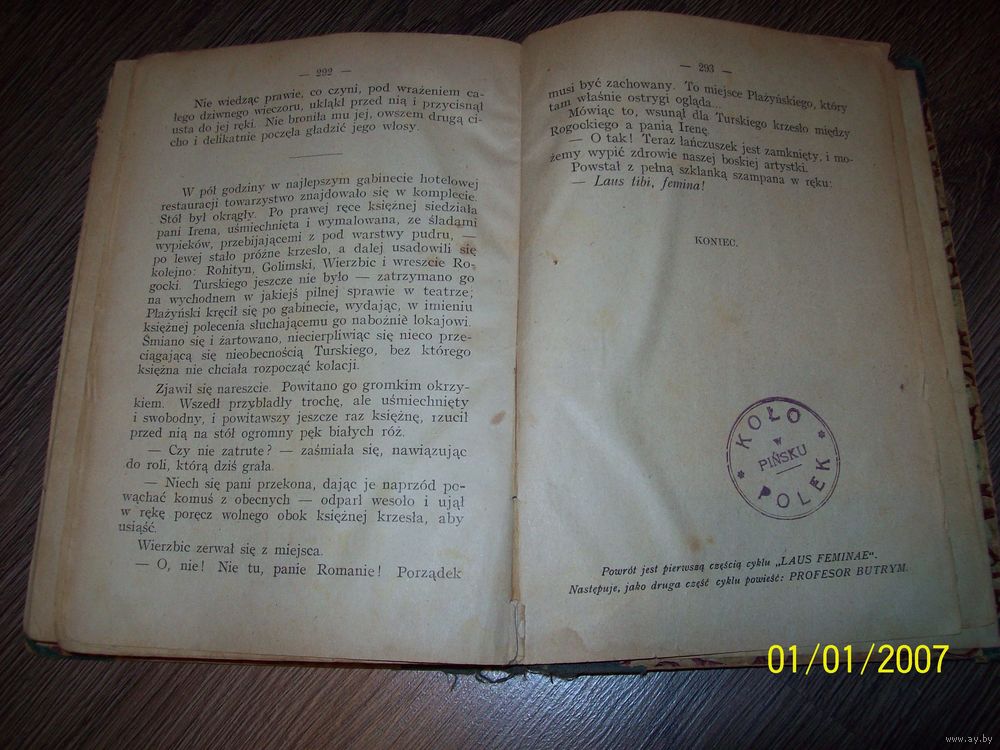 — 292 —
Nie wiedząc prawie, co czyni, pod wrażeniem ca-
łego dziwnego wieczoru, ukląkł przed nią i przycisnął
usta do jej ręki. Nie broniła mu jej, owszem drugą ci-
cho i delikatnie poczęła gładzić jego włosy.
W pół godziny w najlepszym gabinecie hotelowej
restauracji towarzystwo znajdowało się w komplecie.
Stół był okrągły. Po prawej ręce księżnej siedziała
pani Irena, uśmiechnięta i wymalowana, ze śladami
wypieków, przebijającemi z pod warstwy pudru, —
po lewej stało próżne krzesło, a dalej usadowili się
kolejno: Rohityn, Golimski, Wierzbic i wreszcie Ro-
gocki. Turskiego jeszcze nie było — zatrzymano go
na wychodnem w jakiejś pilnej sprawie w teatrze;
Płażyński kręcił się po gabinecie, wydając, w imieniu
księżnej polecenia słuchającemu go nabożniè lokajowi.
Śmiano się i żartowano, niecierpliwiąc się nieco prze-
ciągającą się nieobecnością Turskiego, bez którego
księżna nie chciała rozpocząć kolacji.
Zjawił się nareszcie. Powitano go gromkim okrzy-
kiem. Wszedł przybladły trochę, ale uśmiechnięty
i swobodny, i powitawszy jeszcze raz księżnę, rzucił
przed nią na stół ogromny pęk białych róż.
— Czy nie zatrute? — zaśmiała się, nawiązując
do roli, którą dziś grała.
— Niech się pani przekona, dając je naprzód po-
wąchać komuś z obecnych — odparł wesoło i ujął
w rękę poręcz wolnego obok księżnej krzesła, aby
usiąść.
Wierzbic zerwał się z miejsca.
— O, nie! Nie tu, panie Romanie! Porządek
— 293 —
musi być zachowany. To miejsce Płażyńskiego, który
tam właśnie ostrygi ogląda...
Mówiąc to, wsunął dla Turskiego krzesło między
Rogockiego a panią Irenę.
— O tak! Teraz łańczuszek jest zamknięty, i mo-
żemy wypić zdrowie naszej boskiej artystki.
Powstał z pełną szklanką szampana w ręku:
— Laus tibi, femina!
KONIEC.
KOŁO
w
PIŃSKU
POLEK
Powrót jest pierwszą częścią cyklu „LAUS FEMINAE“.
Następuje, jako druga część cyklu powieść: PROFESOR BUTRYM.
01/01/2007
www.ay.by